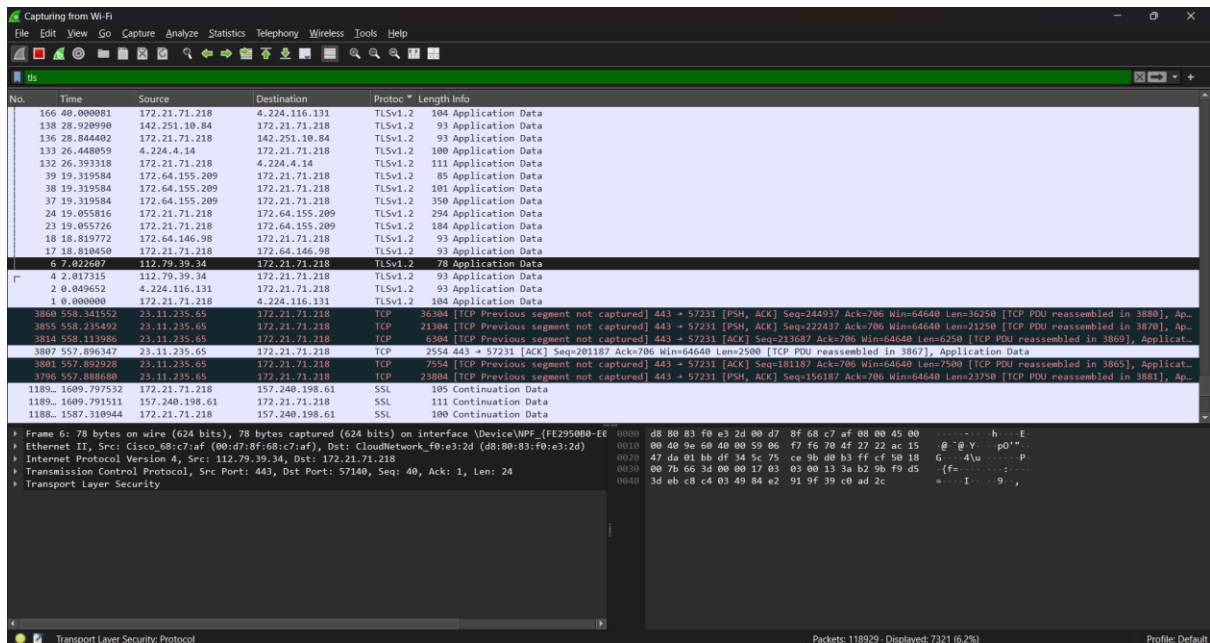 Capturing from Wi-Fi
File Edit View Go Capture Analyze Statistics Telephony Wireless Tools Help
tls
No. Time Source Destination Protoc Length Info
166 40.000081 172.21.71.218 4.224.116.131 TLSv1.2 104 Application Data
138 28.920990 142.251.10.84 172.21.71.218 TLSv1.2 93 Application Data
136 28.844402 172.21.71.218 142.251.10.84 TLSv1.2 93 Application Data
133 26.448059 4.224.4.14 172.21.71.218 TLSv1.2 100 Application Data
132 26.393318 172.21.71.218 4.224.4.14 TLSv1.2 111 Application Data
39 19.319584 172.64.155.209 172.21.71.218 TLSv1.2 85 Application Data
38 19.319584 172.64.155.209 172.21.71.218 TLSv1.2 101 Application Data
37 19.319584 172.64.155.209 172.21.71.218 TLSv1.2 350 Application Data
24 19.055816 172.21.71.218 172.64.155.209 TLSv1.2 294 Application Data
23 19.055726 172.21.71.218 172.64.155.209 TLSv1.2 184 Application Data
18 18.819772 172.64.146.98 172.21.71.218 TLSv1.2 93 Application Data
17 18.810450 172.21.71.218 172.64.146.98 TLSv1.2 93 Application Data
6 7.022607 112.79.39.34 172.21.71.218 TLSv1.2 78 Application Data
4 2.017315 112.79.39.34 172.21.71.218 TLSv1.2 93 Application Data
2 0.049652 4.224.116.131 172.21.71.218 TLSv1.2 93 Application Data
1 0.000000 172.21.71.218 4.224.116.131 TLSv1.2 104 Application Data
3860 558.341552 23.11.235.65 172.21.71.218 TCP 36304 [TCP Previous segment not captured] 443 → 57231 [PSH, ACK] Seq=244937 Ack=706 Win=64640 Len=36250 [TCP PDU reassembled in 3880], Ap…
3855 558.235492 23.11.235.65 172.21.71.218 TCP 21304 [TCP Previous segment not captured] 443 → 57231 [PSH, ACK] Seq=222437 Ack=706 Win=64640 Len=21250 [TCP PDU reassembled in 3870], Ap…
3814 558.113986 23.11.235.65 172.21.71.218 TCP 6304 [TCP Previous segment not captured] 443 → 57231 [PSH, ACK] Seq=213687 Ack=706 Win=64640 Len=6250 [TCP PDU reassembled in 3869], Applicat…
3807 557.896347 23.11.235.65 172.21.71.218 TCP 2554 443 → 57231 [ACK] Seq=201187 Ack=706 Win=64640 Len=2500 [TCP PDU reassembled in 3867], Application Data
3801 557.892928 23.11.235.65 172.21.71.218 TCP 7554 [TCP Previous segment not captured] 443 → 57231 [PSH, ACK] Seq=181187 Ack=706 Win=64640 Len=7500 [TCP PDU reassembled in 3865], Applicat…
3796 557.888680 23.11.235.65 172.21.71.218 TCP 23804 [TCP Previous segment not captured] 443 → 57231 [PSH, ACK] Seq=156187 Ack=706 Win=64640 Len=23750 [TCP PDU reassembled in 3881], Ap…
1189… 1609.797532 172.21.71.218 157.240.198.61 SSL 105 Continuation Data
1189… 1609.791511 157.240.198.61 172.21.71.218 SSL 111 Continuation Data
1188… 1587.310944 172.21.71.218 157.240.198.61 SSL 100 Continuation Data
Frame 6: 78 bytes on wire (624 bits), 78 bytes captured (624 bits) on interface \Device\NPF_{FE2950B0-EE
Ethernet II, Src: Cisco_68:c7:af (00:d7:8f:68:c7:af), Dst: CloudNetwork_f0:e3:2d (d8:80:83:f0:e3:2d)
Internet Protocol Version 4, Src: 112.79.39.34, Dst: 172.21.71.218
Transmission Control Protocol, Src Port: 443, Dst Port: 57140, Seq: 40, Ack: 1, Len: 24
Transport Layer Security
0000 d8 80 83 f0 e3 2d 00 d7 8f 68 c7 af 08 00 45 00 ·····-·· ·h····E·
0010 00 40 9e 60 40 00 59 06 f7 f6 70 4f 27 22 ac 15 ·@·`@·Y· ··pO'"··
0020 47 da 01 bb df 34 5c 75 ce 9b d0 b3 ff cf 50 18 G····4\u ······P·
0030 00 7b 66 3d 00 00 17 03 03 00 13 3a b2 9b f9 d5 ·{f=···· ···:····
0040 3d eb c8 c4 03 49 84 e2 91 9f 39 c0 ad 2c =····I·· ··9··,
Transport Layer Security: Protocol
Packets: 118929 · Displayed: 7321 (6.2%)
Profile: Default